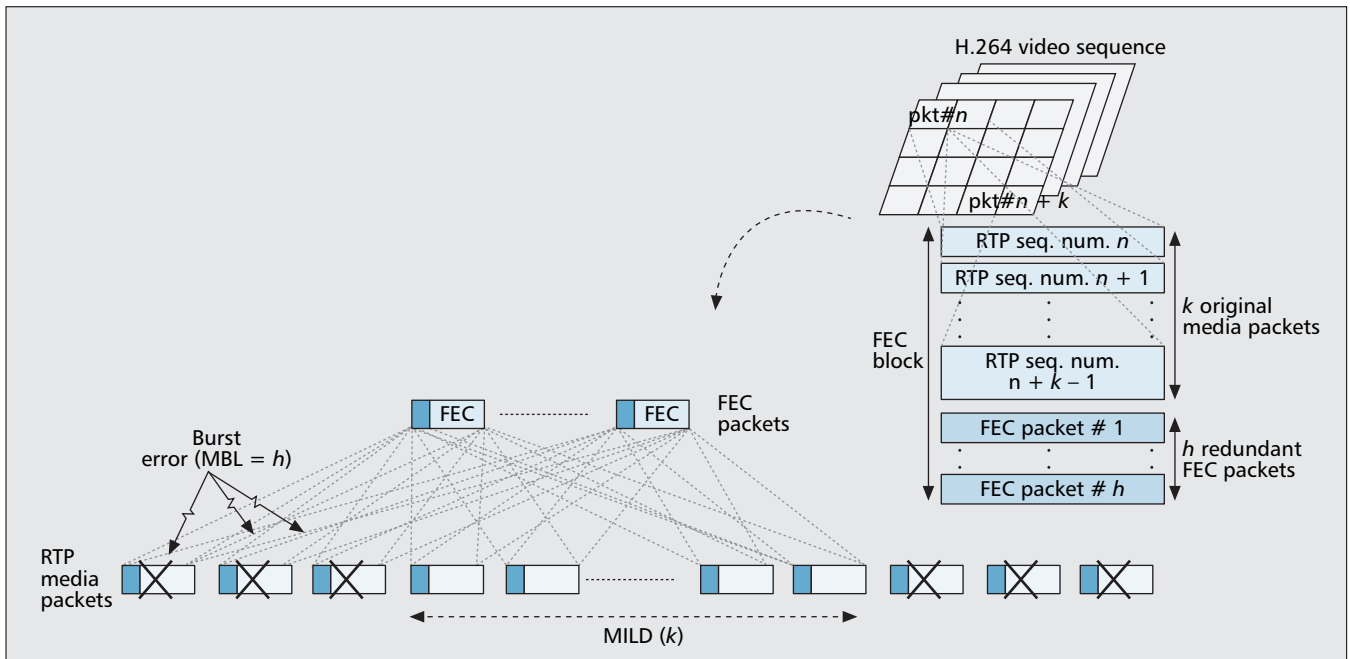 H.264 video sequence
pkt#n
pkt#n + k
RTP seq. num. n
RTP seq. num. n + 1
RTP seq. num.
n + k – 1
k original
media packets
FEC
block
FEC packet # 1
FEC packet # h
h redundant
FEC packets
FEC
FEC
FEC
packets
Burst
error (MBL = h)
RTP
media
packets
MILD (k)